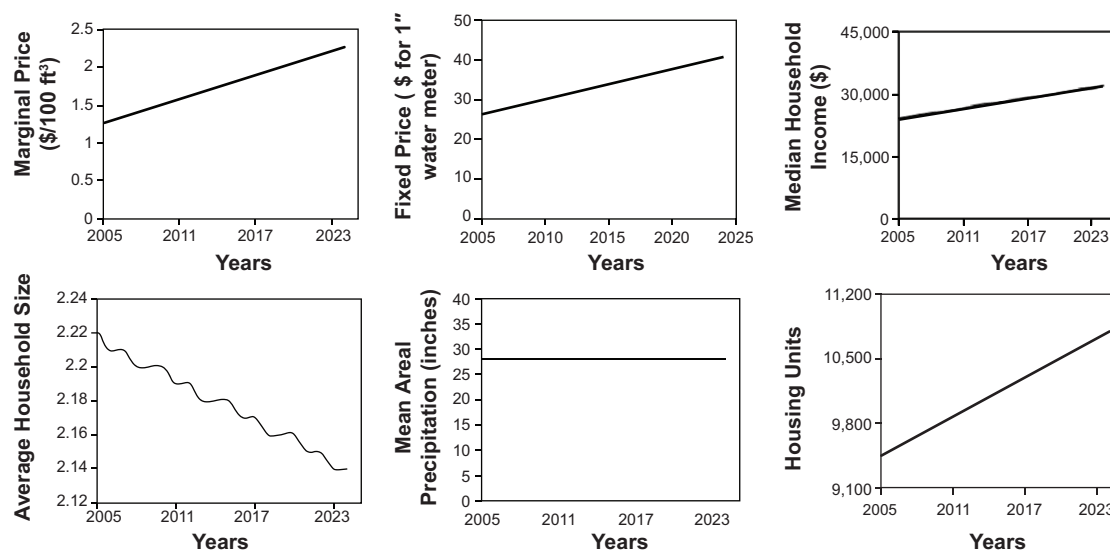 Marginal Price
($/100 ft³)
2.5
2
1.5
1
0.5
0
2005 2011 2017 2023
Years
Fixed Price ( $ for 1"
water meter)
50
40
30
20
10
0
2005 2010 2015 2020 2025
Years
Median Household
Income ($)
45,000
30,000
15,000
0
2005 2011 2017 2023
Years
Average Household Size
2.24
2.22
2.2
2.18
2.16
2.14
2.12
2005 2011 2017 2023
Years
Mean Areal
Precipitation (inches)
40
35
30
28
25
20
15
10
5
0
2005 2011 2017 2023
Years
Housing Units
11,200
10,500
9,800
9,100
2005 2011 2017 2023
Years